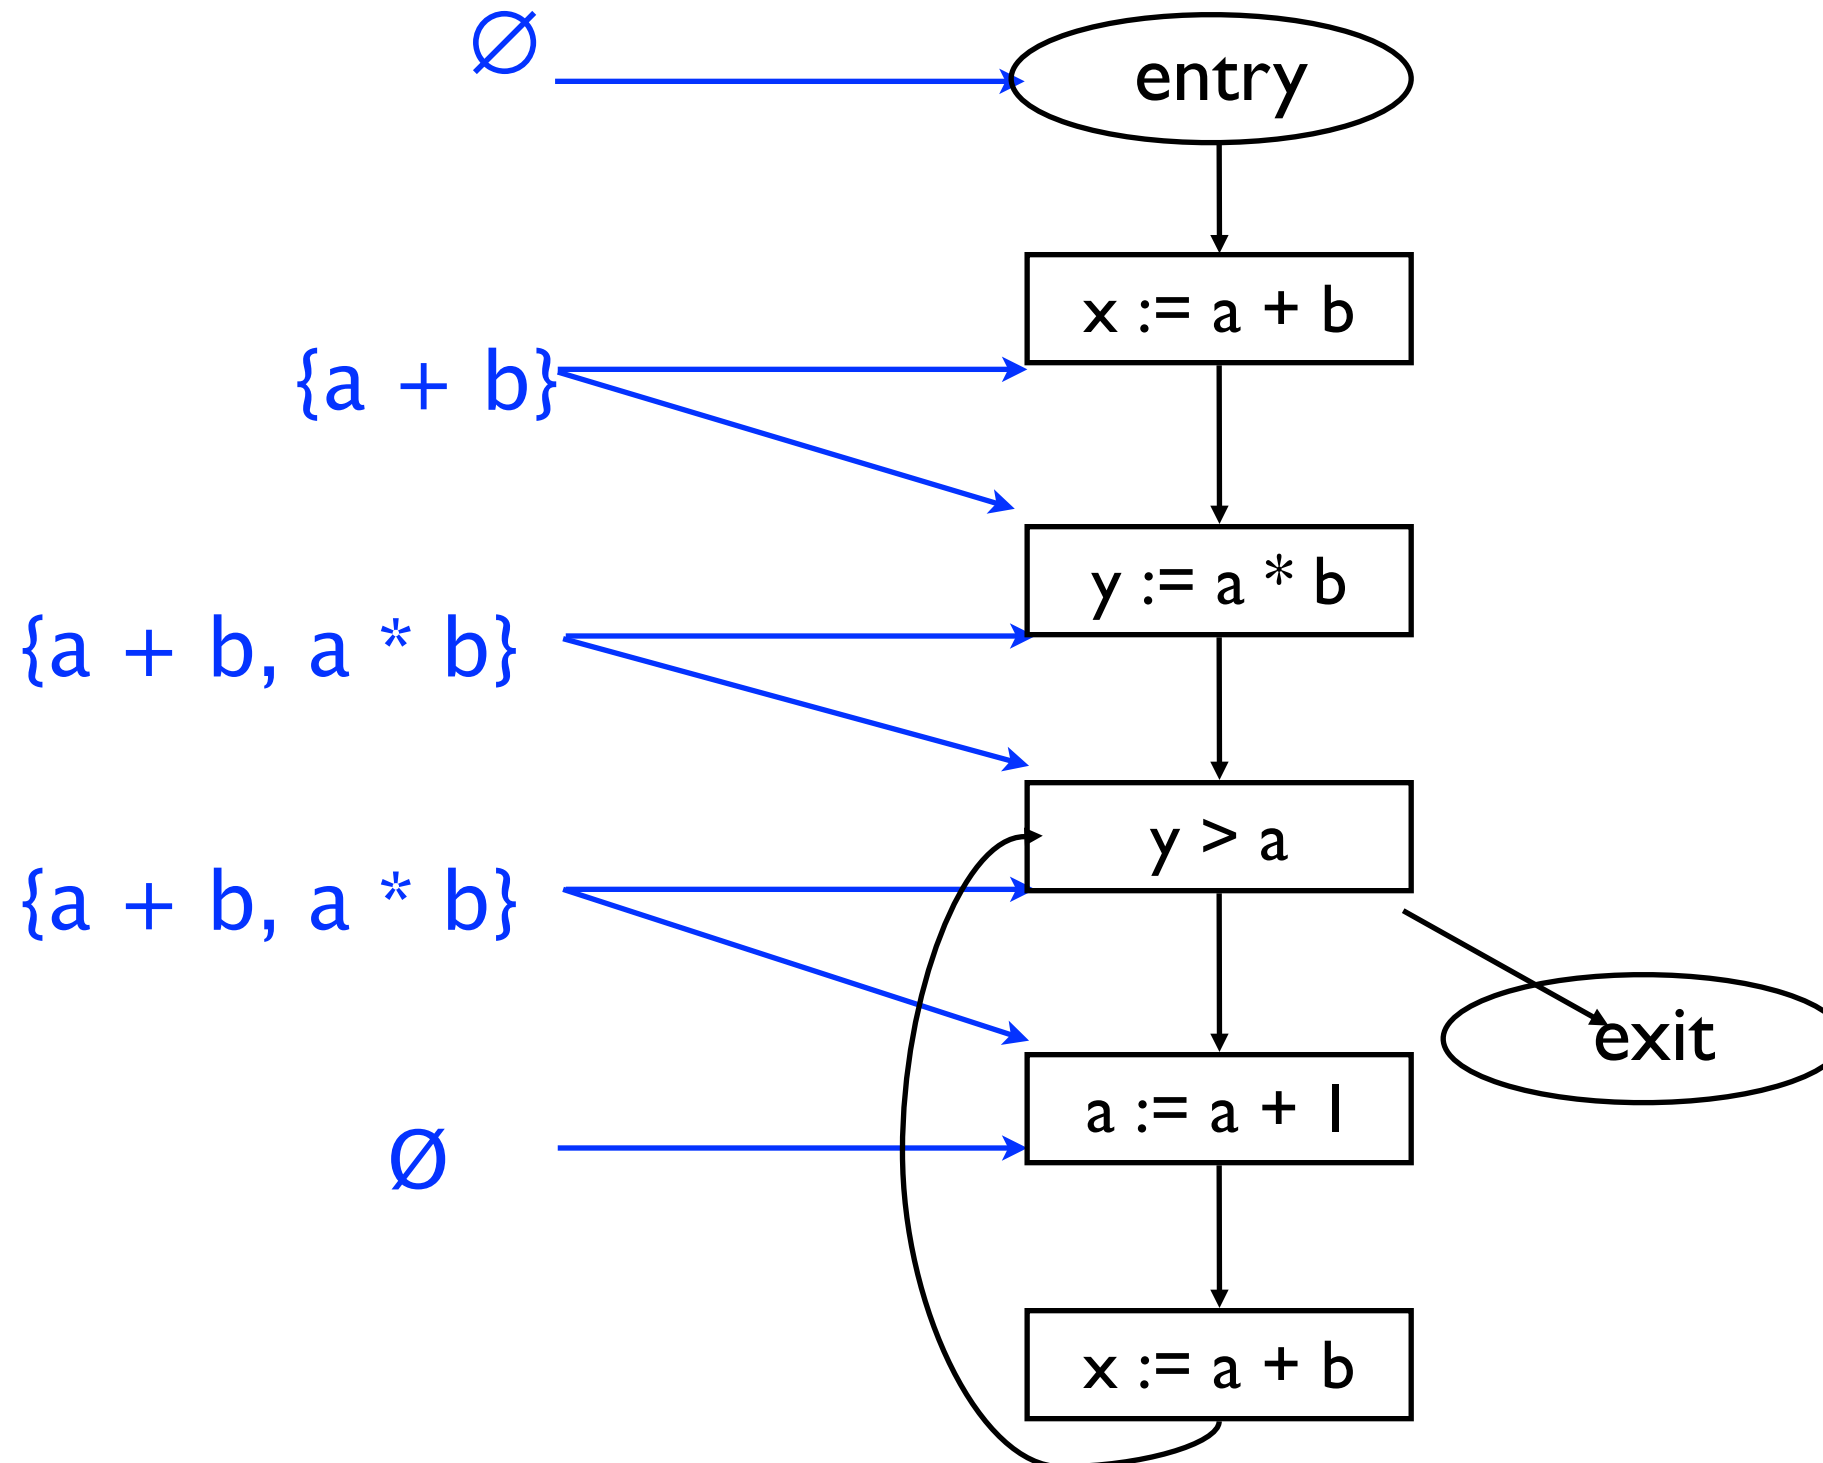 ∅
entry
x := a + b
{a + b}
y := a * b
{a + b, a * b}
y > a
{a + b, a * b}
exit
a := a + 1
Ø
x := a + b